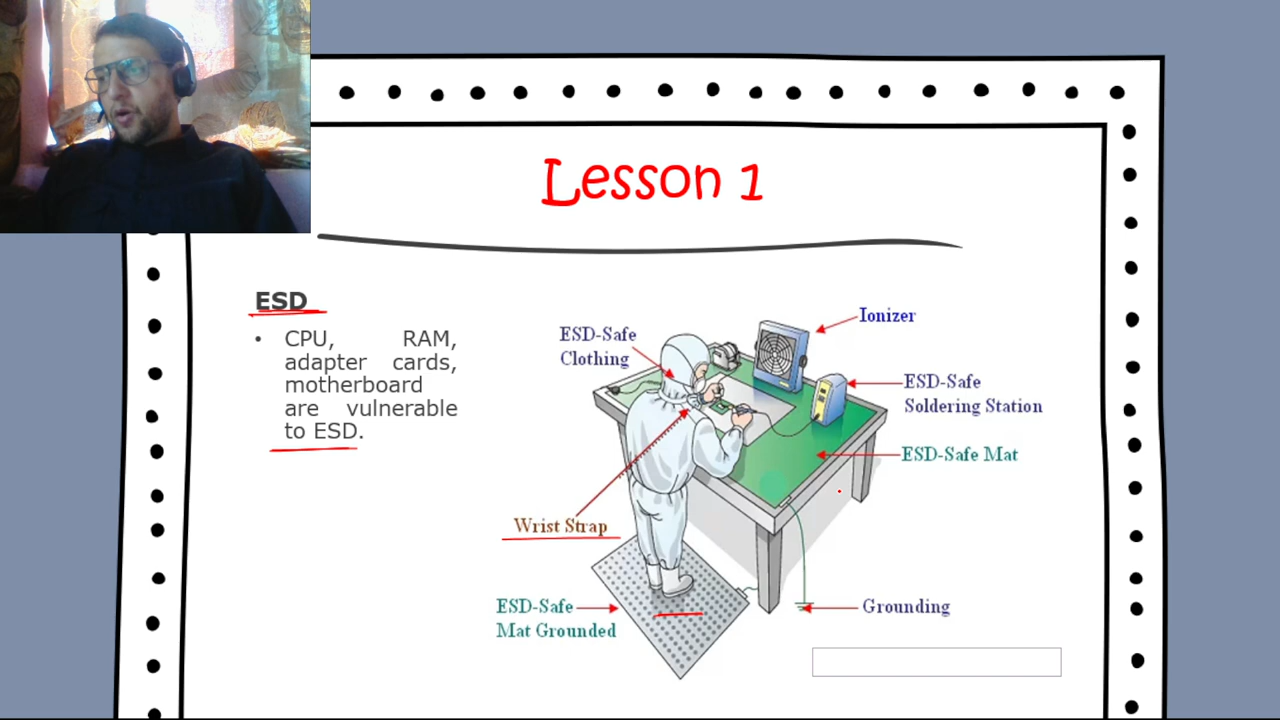 Lesson 1
ESD
• CPU, RAM,
adapter cards,
motherboard
are vulnerable
to ESD.
ESD-Safe
Clothing
Ionizer
ESD-Safe
Soldering Station
ESD-Safe Mat
Wrist Strap
ESD-Safe
Mat Grounded
Grounding